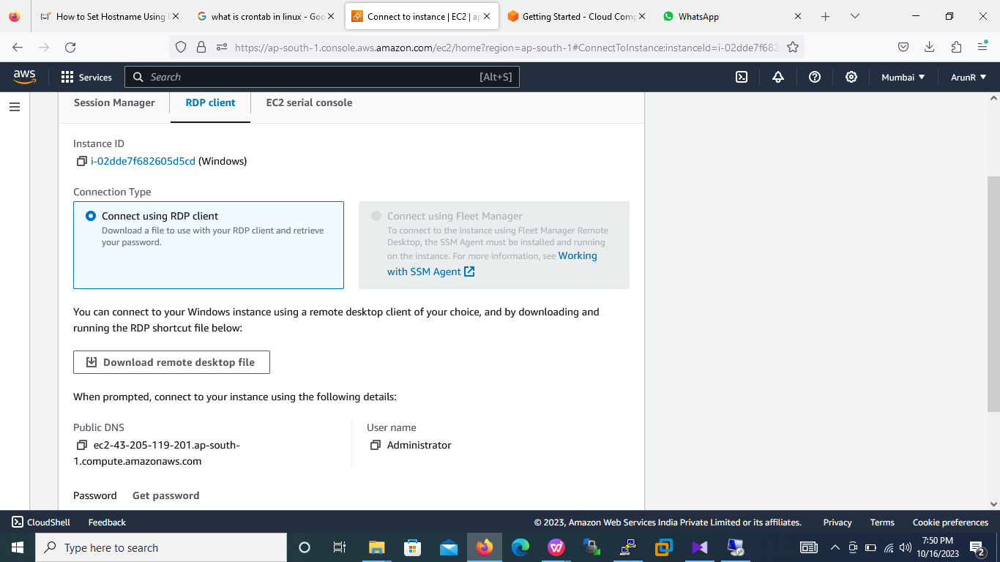 How to Set Hostname Using
what is crontab in linux - Goo
Connect to instance | EC2 | ap
Getting Started - Cloud Comp
WhatsApp
https://ap-south-1.console.aws.amazon.com/ec2/home?region=ap-south-1#ConnectToInstance:instanceId=i-02dde7f682
aws
Services
Search
[Alt+S]
Mumbai
ArunR
Session Manager
RDP client
EC2 serial console
Instance ID
i-02dde7f682605d5cd (Windows)
Connection Type
Connect using RDP client
Download a file to use with your RDP client and retrieve
your password.
Connect using Fleet Manager
To connect to the instance using Fleet Manager Remote
Desktop, the SSM Agent must be installed and running
on the instance. For more information, see Working
with SSM Agent
You can connect to your Windows instance using a remote desktop client of your choice, and by downloading and
running the RDP shortcut file below:
Download remote desktop file
When prompted, connect to your instance using the following details:
Public DNS
ec2-43-205-119-201.ap-south-
1.compute.amazonaws.com
User name
Administrator
Password
Get password
CloudShell
Feedback
© 2023, Amazon Web Services India Private Limited or its affiliates.
Privacy
Terms
Cookie preferences
Type here to search
7:50 PM
10/16/2023
2